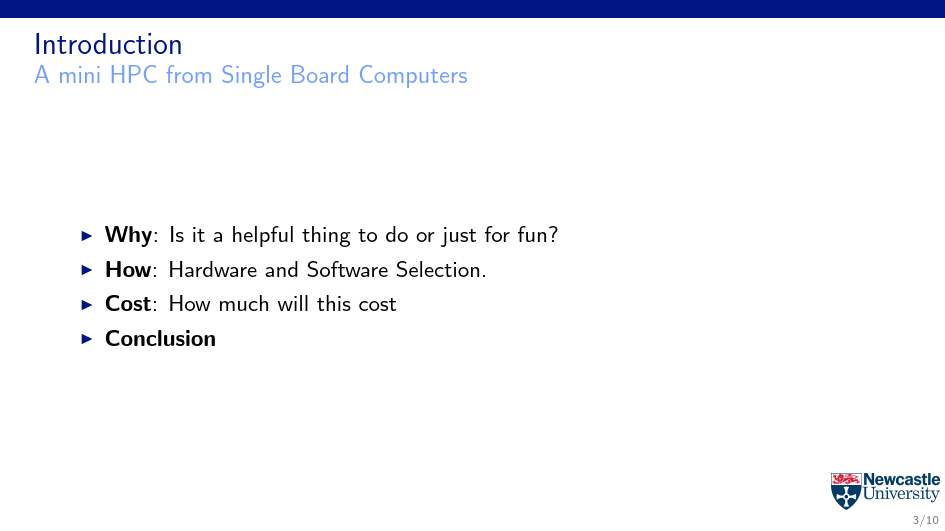 Introduction
A mini HPC from Single Board Computers
Why: Is it a helpful thing to do or just for fun?
How: Hardware and Software Selection.
Cost: How much will this cost
Conclusion
Newcastle
University
3/10